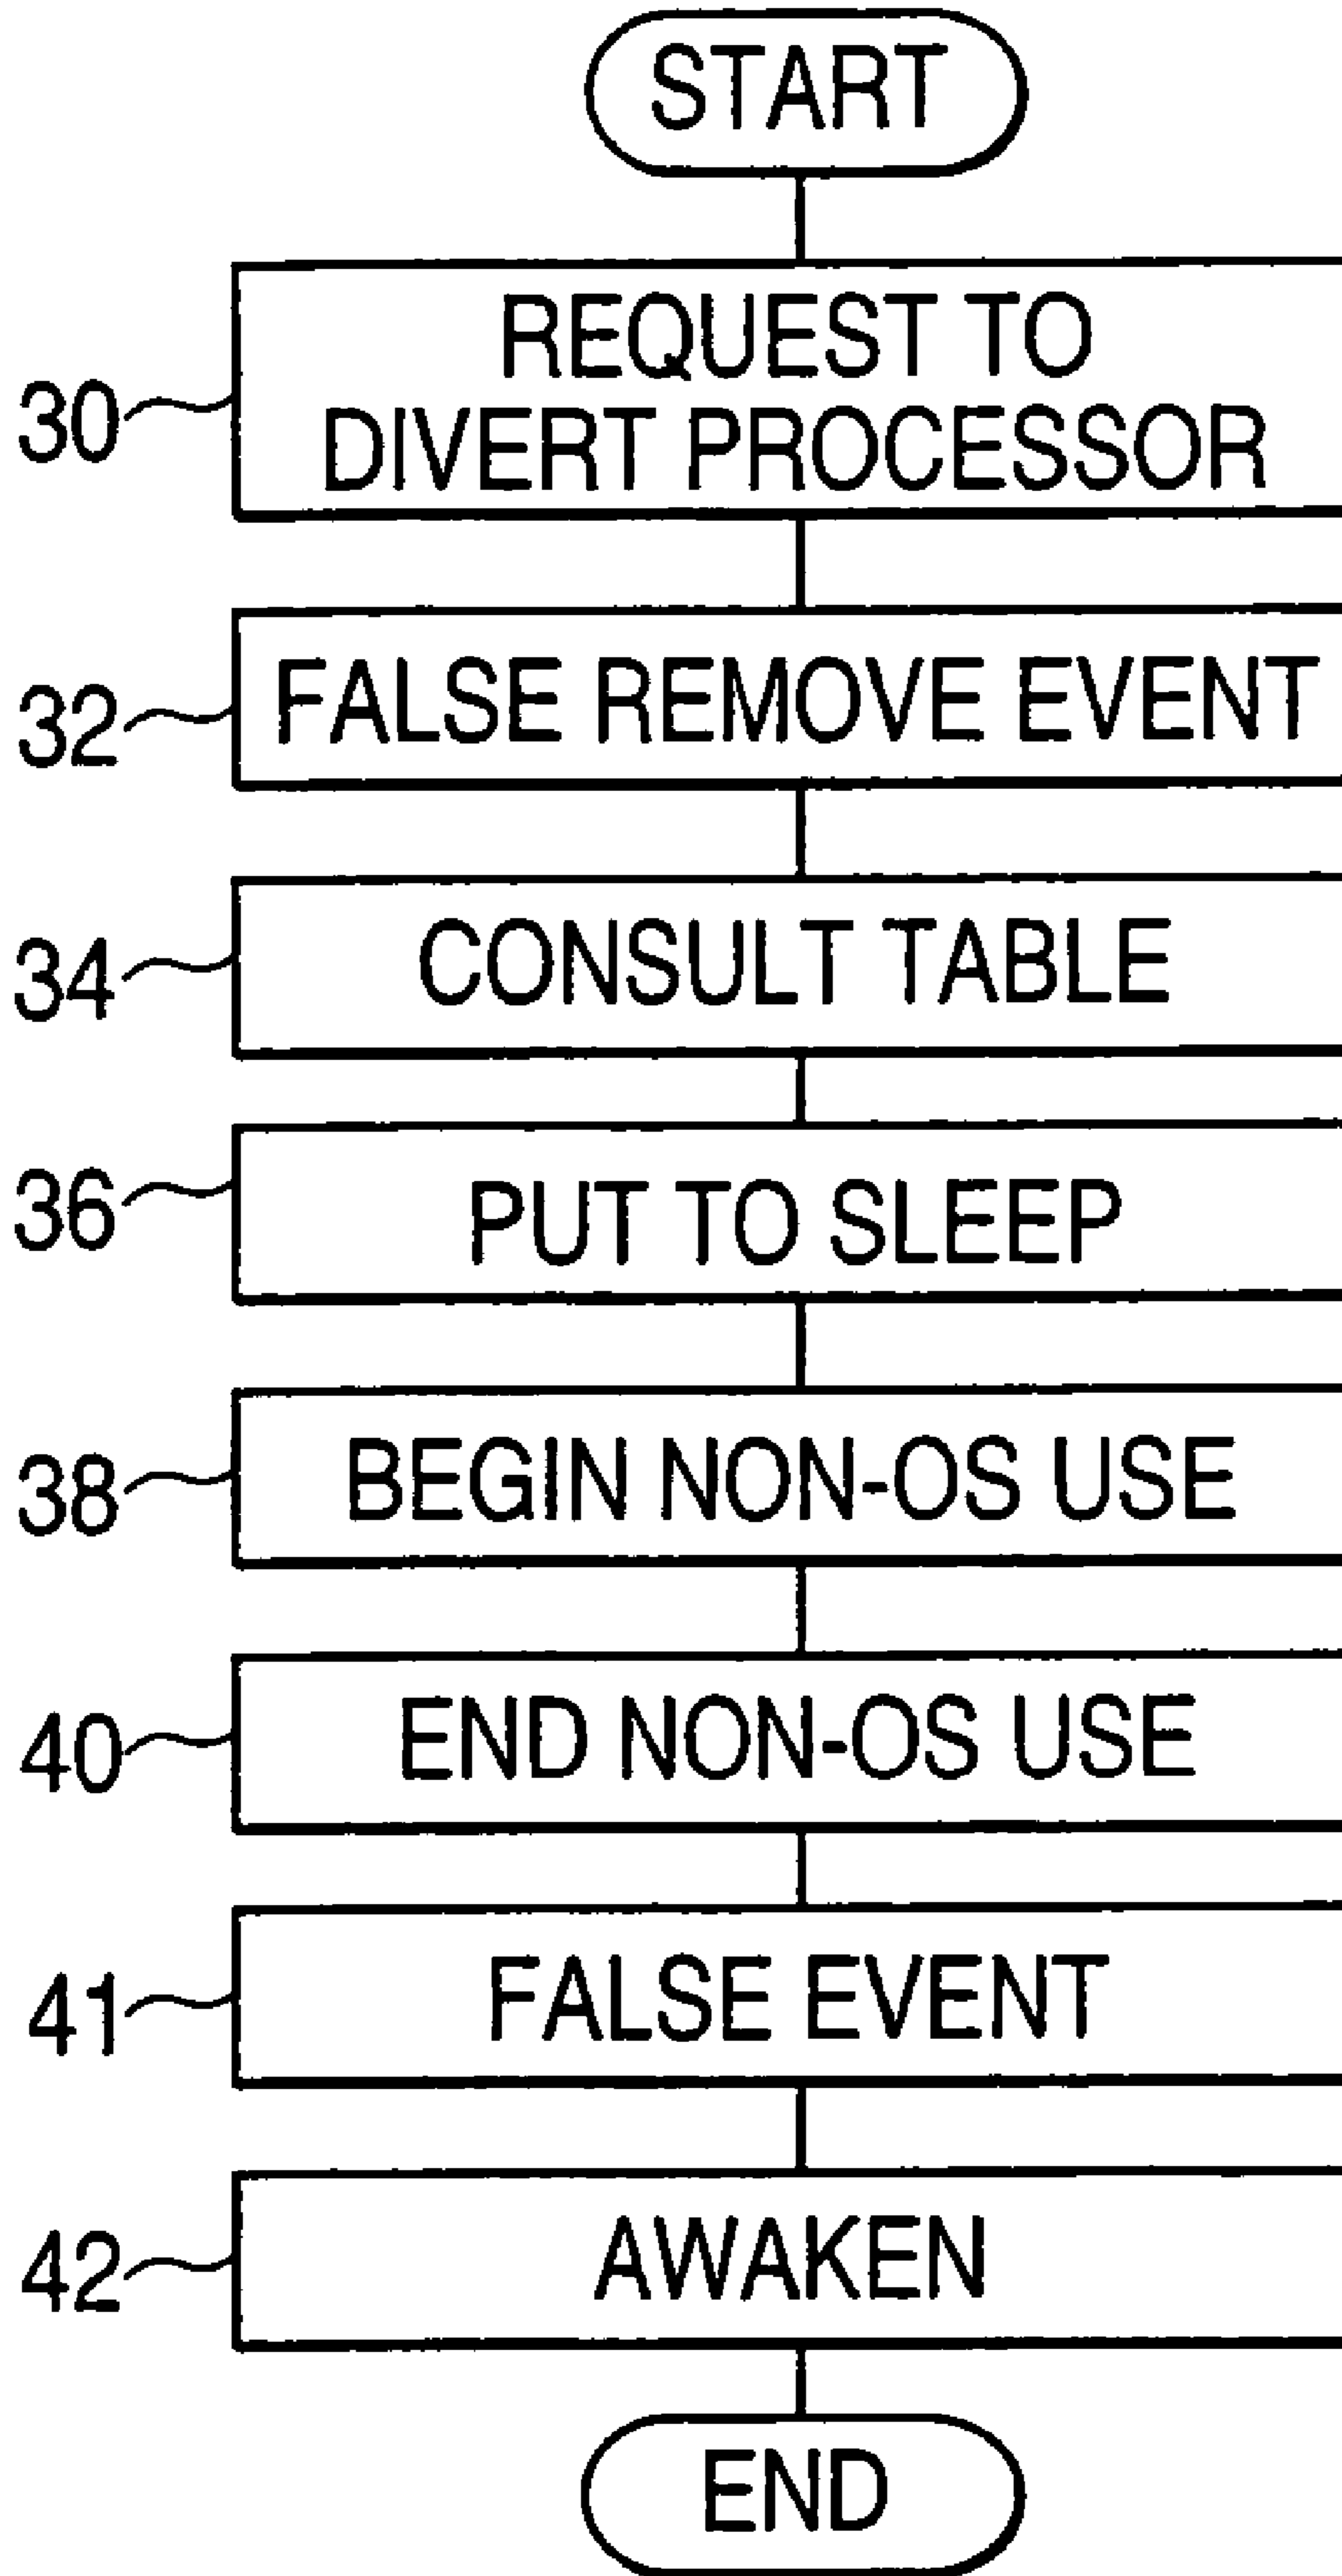 START
30
REQUEST TO
DIVERT PROCESSOR
32
FALSE REMOVE EVENT
34
CONSULT TABLE
36
PUT TO SLEEP
38
BEGIN NON-OS USE
40
END NON-OS USE
41
FALSE EVENT
42
AWAKEN
END